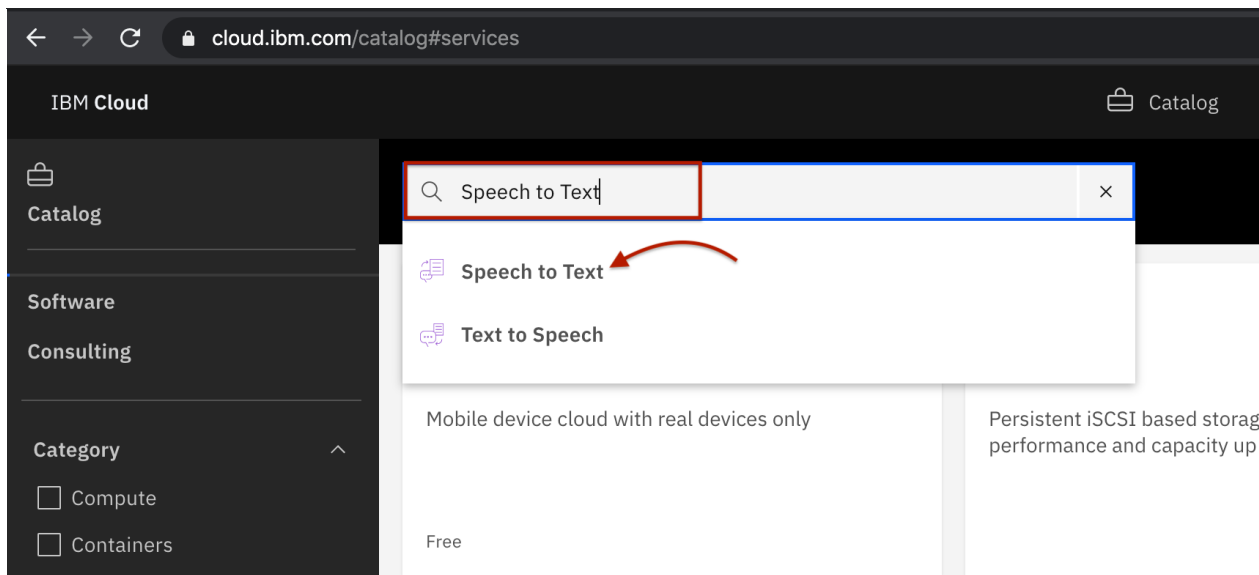 cloud.ibm.com/catalog#services
IBM Cloud
Catalog
Catalog
Software
Consulting
Category
Compute
Containers
Speech to Text
Speech to Text
Text to Speech
Mobile device cloud with real devices only
Free
Persistent iSCSI based storag
performance and capacity up